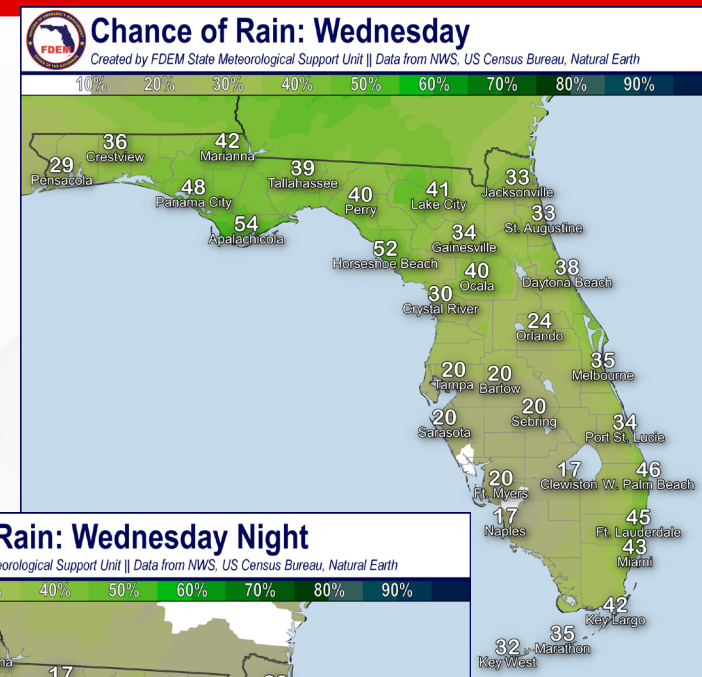 FDEM
Chance of Rain: Wednesday
Created by FDEM State Meteorological Support Unit || Data from NWS, US Census Bureau, Natural Earth
10% 20% 30% 40% 50% 60% 70% 80% 90%
36
Crestview
42
Marianna
29
Pensacola
39
Tallahassee
48
Panama City
40
Perry
41
Lake City
33
Jacksonville
54
Apalachicola
33
St. Augustine
34
Gainesville
52
Horseshoe Beach
40
Ocala
38
Daytona Beach
30
Crystal River
24
Orlando
20
Tampa
20
Bartow
35
Melbourne
20
Sarasota
20
Sebring
34
Port St. Lucie
20
Ft. Myers
17
Clewiston
46
W. Palm Beach
17
Naples
45
Ft. Lauderdale
43
Miami
42
Key Largo
35
Marathon
32
Key West
Rain: Wednesday Night
eorological Support Unit || Data from NWS, US Census Bureau, Natural Earth
40% 50% 60% 70% 80% 90%
na
17